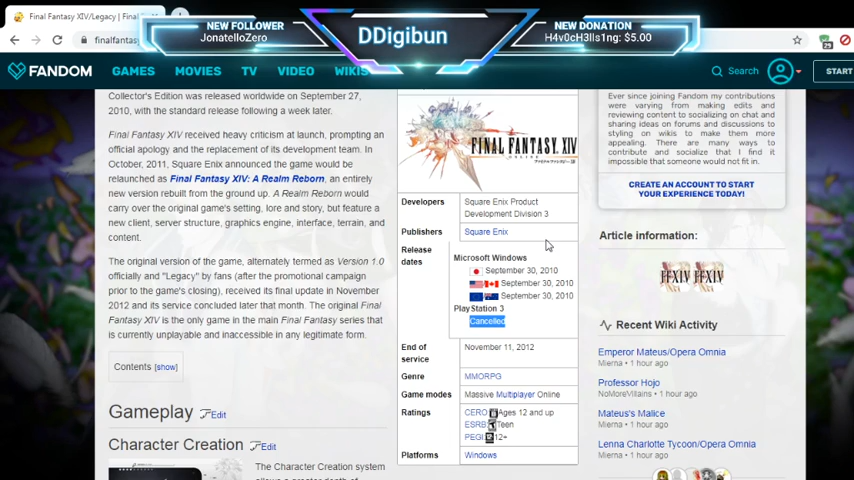 Final Fantasy XIV/Legacy | Final
NEW FOLLOWER
JonatelloZero
DDigibun
NEW DONATION
H4v0cH3lls1ng: $5.00
finalfantasy
29
FANDOM
GAMES
MOVIES
TV
VIDEO
WIKIS
Search
START
Collector's Edition was released worldwide on September 27,
2010, with the standard release following a week later.
Final Fantasy XIV received heavy criticism at launch, prompting an
official apology and the replacement of its development team. In
October, 2011, Square Enix announced the game would be
relaunched as Final Fantasy XIV: A Realm Reborn, an entirely
new version rebuilt from the ground up. A Realm Reborn would
carry over the original game's setting, lore and story, but feature a
new client, server structure, graphics engine, interface, terrain, and
content.
The original version of the game, alternately termed as Version 1.0
officially and "Legacy" by fans (after the promotional campaign
prior to the game's closing), received its final update in November
2012 and its service concluded later that month. The original Final
Fantasy XIV is the only game in the main Final Fantasy series that
is currently unplayable and inaccessible in any legitimate form.
Contents [show]
Gameplay Edit
Character Creation Edit
The Character Creation system
FINAL FANTASY XIV
ONLINE
Developers
Square Enix Product
Development Division 3
Publishers
Square Enix
Release
dates
Microsoft Windows
September 30, 2010
September 30, 2010
September 30, 2010
PlayStation 3
Cancelled
End of
service
November 11, 2012
Genre
MMORPG
Game modes
Massive Multiplayer Online
Ratings
CERO: Ages 12 and up
ESRB: Teen
PEGI: 12+
Platforms
Windows
Ever since joining Fandom my contributions
were varying from making edits and
reviewing content to socializing on chat and
sharing ideas on forums and discussions to
styling on wikis to make them more
appealing. There are many ways to
contribute and socialize that I find it
impossible that someone would not fit in.
CREATE AN ACCOUNT TO START
YOUR EXPERIENCE TODAY!
Article information:
FFXIV FFXIV
Recent Wiki Activity
Emperor Mateus/Opera Omnia
Mierna • 1 hour ago
Professor Hojo
NoMoreVillains • 1 hour ago
Mateus's Malice
Mierna • 1 hour ago
Lenna Charlotte Tycoon/Opera Omnia
Mierna • 1 hour ago